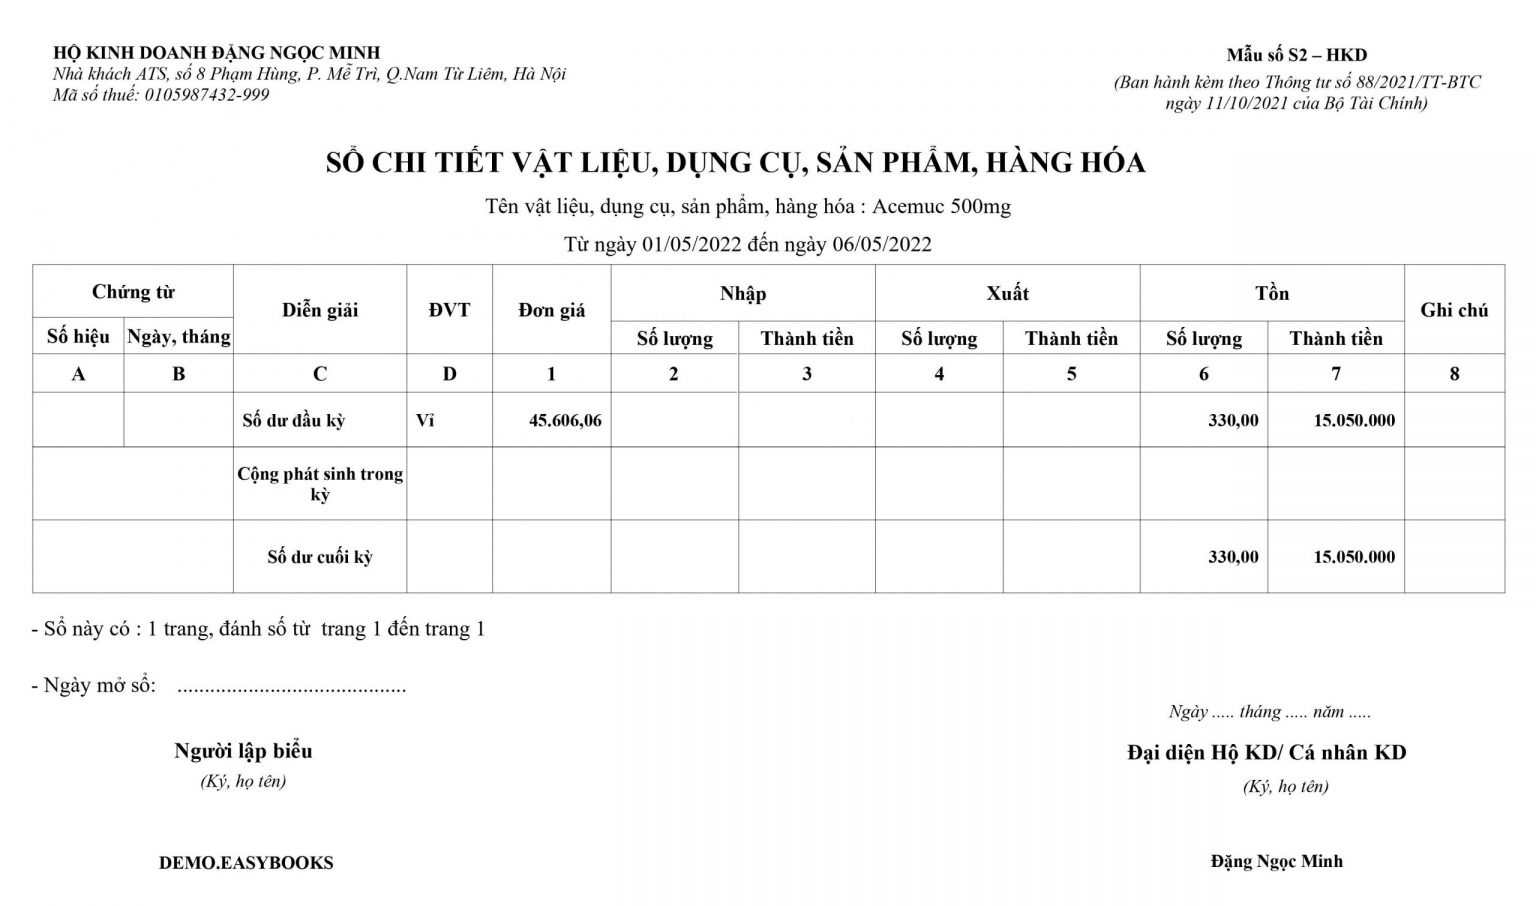 HỘ KINH DOANH ĐẶNG NGỌC MINH
Nhà khách ATS, số 8 Phạm Hùng, P. Mễ Trì, Q.Nam Từ Liêm, Hà Nội
Mã số thuế: 0105987432-999
Mẫu số S2 – HKD
(Ban hành kèm theo Thông tư số 88/2021/TT-BTC
ngày 11/10/2021 của Bộ Tài Chính)
SỔ CHI TIẾT VẬT LIỆU, DỤNG CỤ, SẢN PHẨM, HÀNG HÓA
Tên vật liệu, dụng cụ, sản phẩm, hàng hóa : Acemuc 500mg
Từ ngày 01/05/2022 đến ngày 06/05/2022
Chứng từ Diễn giải ĐVT Đơn giá Nhập Xuất Tồn Ghi chú
Số hiệu Ngày, tháng Số lượng Thành tiền Số lượng Thành tiền Số lượng Thành tiền
A B C D 1 2 3 4 5 6 7 8
Số dư đầu kỳ Vỉ 45.606,06 330,00 15.050.000
Cộng phát sinh trong
kỳ
Số dư cuối kỳ 330,00 15.050.000
- Sổ này có : 1 trang, đánh số từ trang 1 đến trang 1
- Ngày mở sổ: ..........................................
Ngày ..... tháng ..... năm .....
Người lập biểu
(Ký, họ tên)
Đại diện Hộ KD/ Cá nhân KD
(Ký, họ tên)
DEMO.EASYBOOKS
Đặng Ngọc Minh